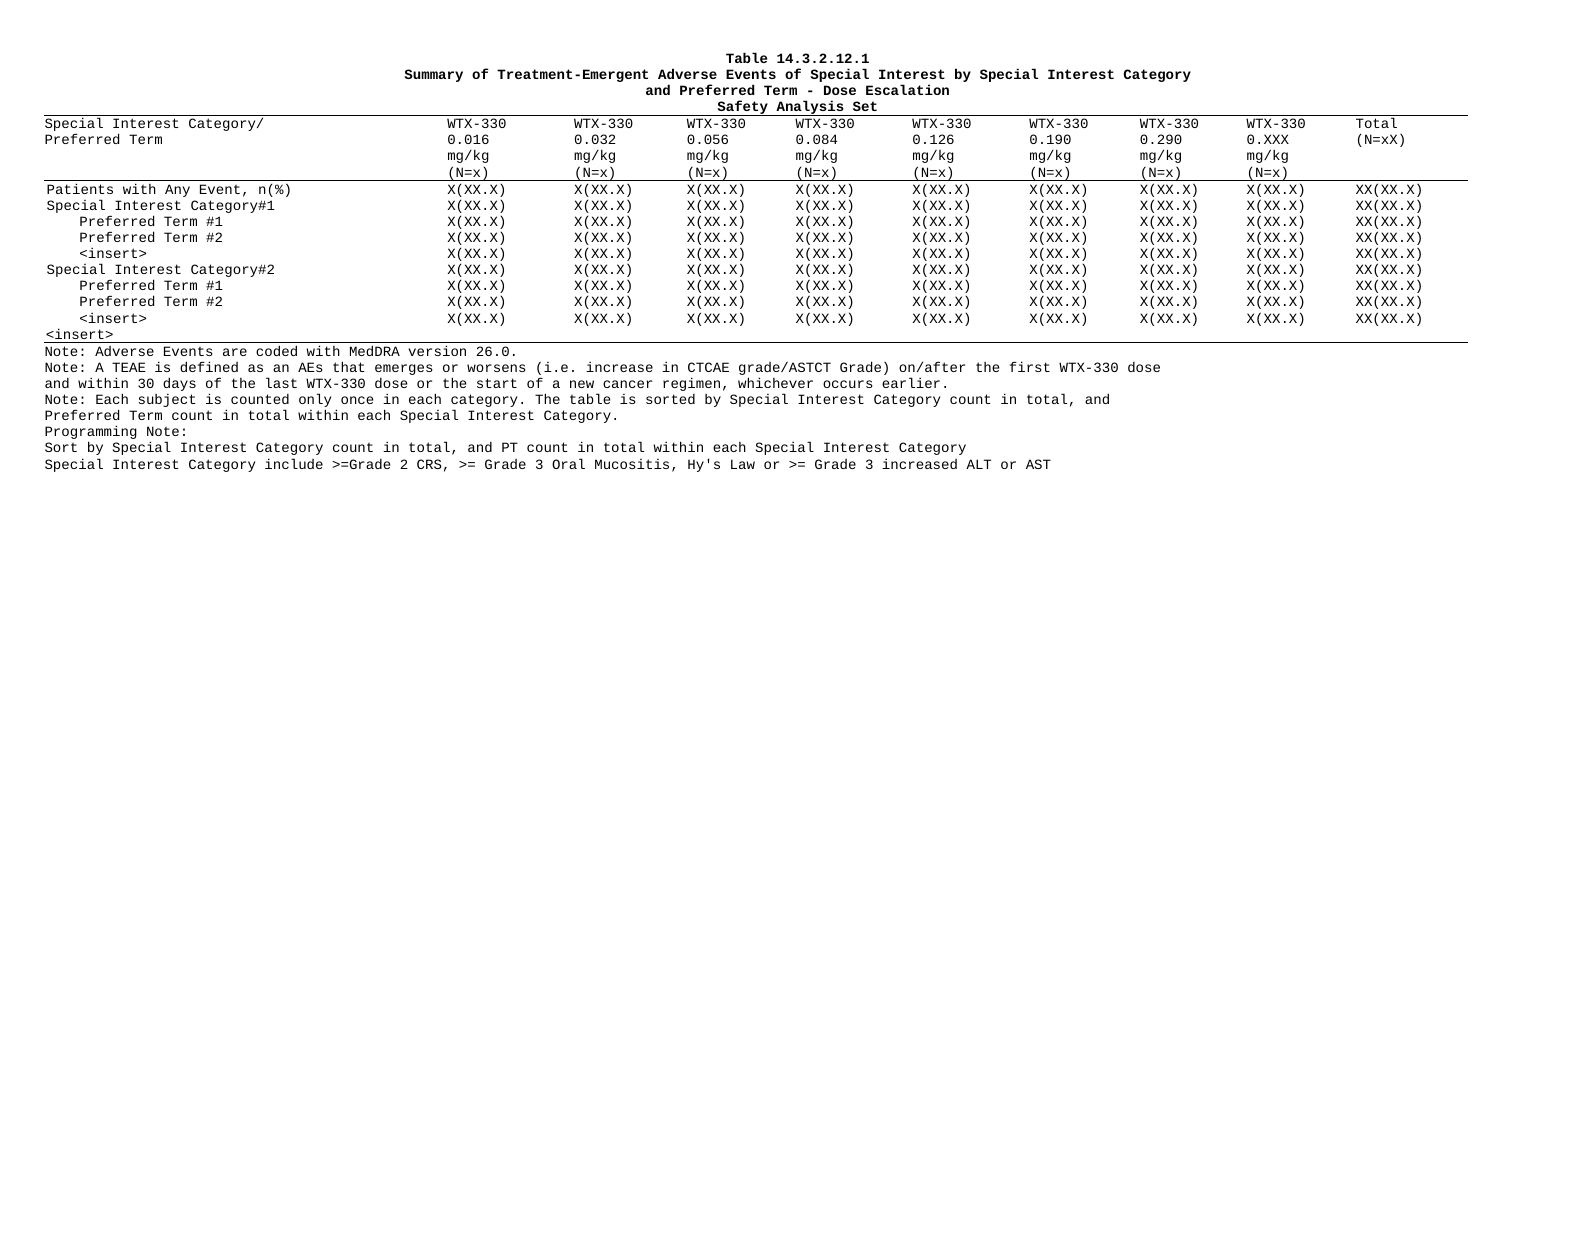 Table 14.3.2.12.1
Summary of Treatment-Emergent Adverse Events of Special Interest by Special Interest Category
and Preferred Term - Dose Escalation
Safety Analysis Set
Special Interest Category/ WTX-330 WTX-330 WTX-330 WTX-330 WTX-330 WTX-330 WTX-330 WTX-330 Total
Preferred Term 0.016 0.032 0.056 0.084 0.126 0.190 0.290 0.XXX (N=xX)
mg/kg mg/kg mg/kg mg/kg mg/kg mg/kg mg/kg mg/kg
(N=x) (N=x) (N=x) (N=x) (N=x) (N=x) (N=x) (N=x)
Patients with Any Event, n(%) X(XX.X) X(XX.X) X(XX.X) X(XX.X) X(XX.X) X(XX.X) X(XX.X) X(XX.X) XX(XX.X)
Special Interest Category#1 X(XX.X) X(XX.X) X(XX.X) X(XX.X) X(XX.X) X(XX.X) X(XX.X) X(XX.X) XX(XX.X)
Preferred Term #1 X(XX.X) X(XX.X) X(XX.X) X(XX.X) X(XX.X) X(XX.X) X(XX.X) X(XX.X) XX(XX.X)
Preferred Term #2 X(XX.X) X(XX.X) X(XX.X) X(XX.X) X(XX.X) X(XX.X) X(XX.X) X(XX.X) XX(XX.X)
<insert> X(XX.X) X(XX.X) X(XX.X) X(XX.X) X(XX.X) X(XX.X) X(XX.X) X(XX.X) XX(XX.X)
Special Interest Category#2 X(XX.X) X(XX.X) X(XX.X) X(XX.X) X(XX.X) X(XX.X) X(XX.X) X(XX.X) XX(XX.X)
Preferred Term #1 X(XX.X) X(XX.X) X(XX.X) X(XX.X) X(XX.X) X(XX.X) X(XX.X) X(XX.X) XX(XX.X)
Preferred Term #2 X(XX.X) X(XX.X) X(XX.X) X(XX.X) X(XX.X) X(XX.X) X(XX.X) X(XX.X) XX(XX.X)
<insert> X(XX.X) X(XX.X) X(XX.X) X(XX.X) X(XX.X) X(XX.X) X(XX.X) X(XX.X) XX(XX.X)
<insert>
Note: Adverse Events are coded with MedDRA version 26.0.
Note: A TEAE is defined as an AEs that emerges or worsens (i.e. increase in CTCAE grade/ASTCT Grade) on/after the first WTX-330 dose
and within 30 days of the last WTX-330 dose or the start of a new cancer regimen, whichever occurs earlier.
Note: Each subject is counted only once in each category. The table is sorted by Special Interest Category count in total, and
Preferred Term count in total within each Special Interest Category.
Programming Note:
Sort by Special Interest Category count in total, and PT count in total within each Special Interest Category
Special Interest Category include >=Grade 2 CRS, >= Grade 3 Oral Mucositis, Hy's Law or >= Grade 3 increased ALT or AST